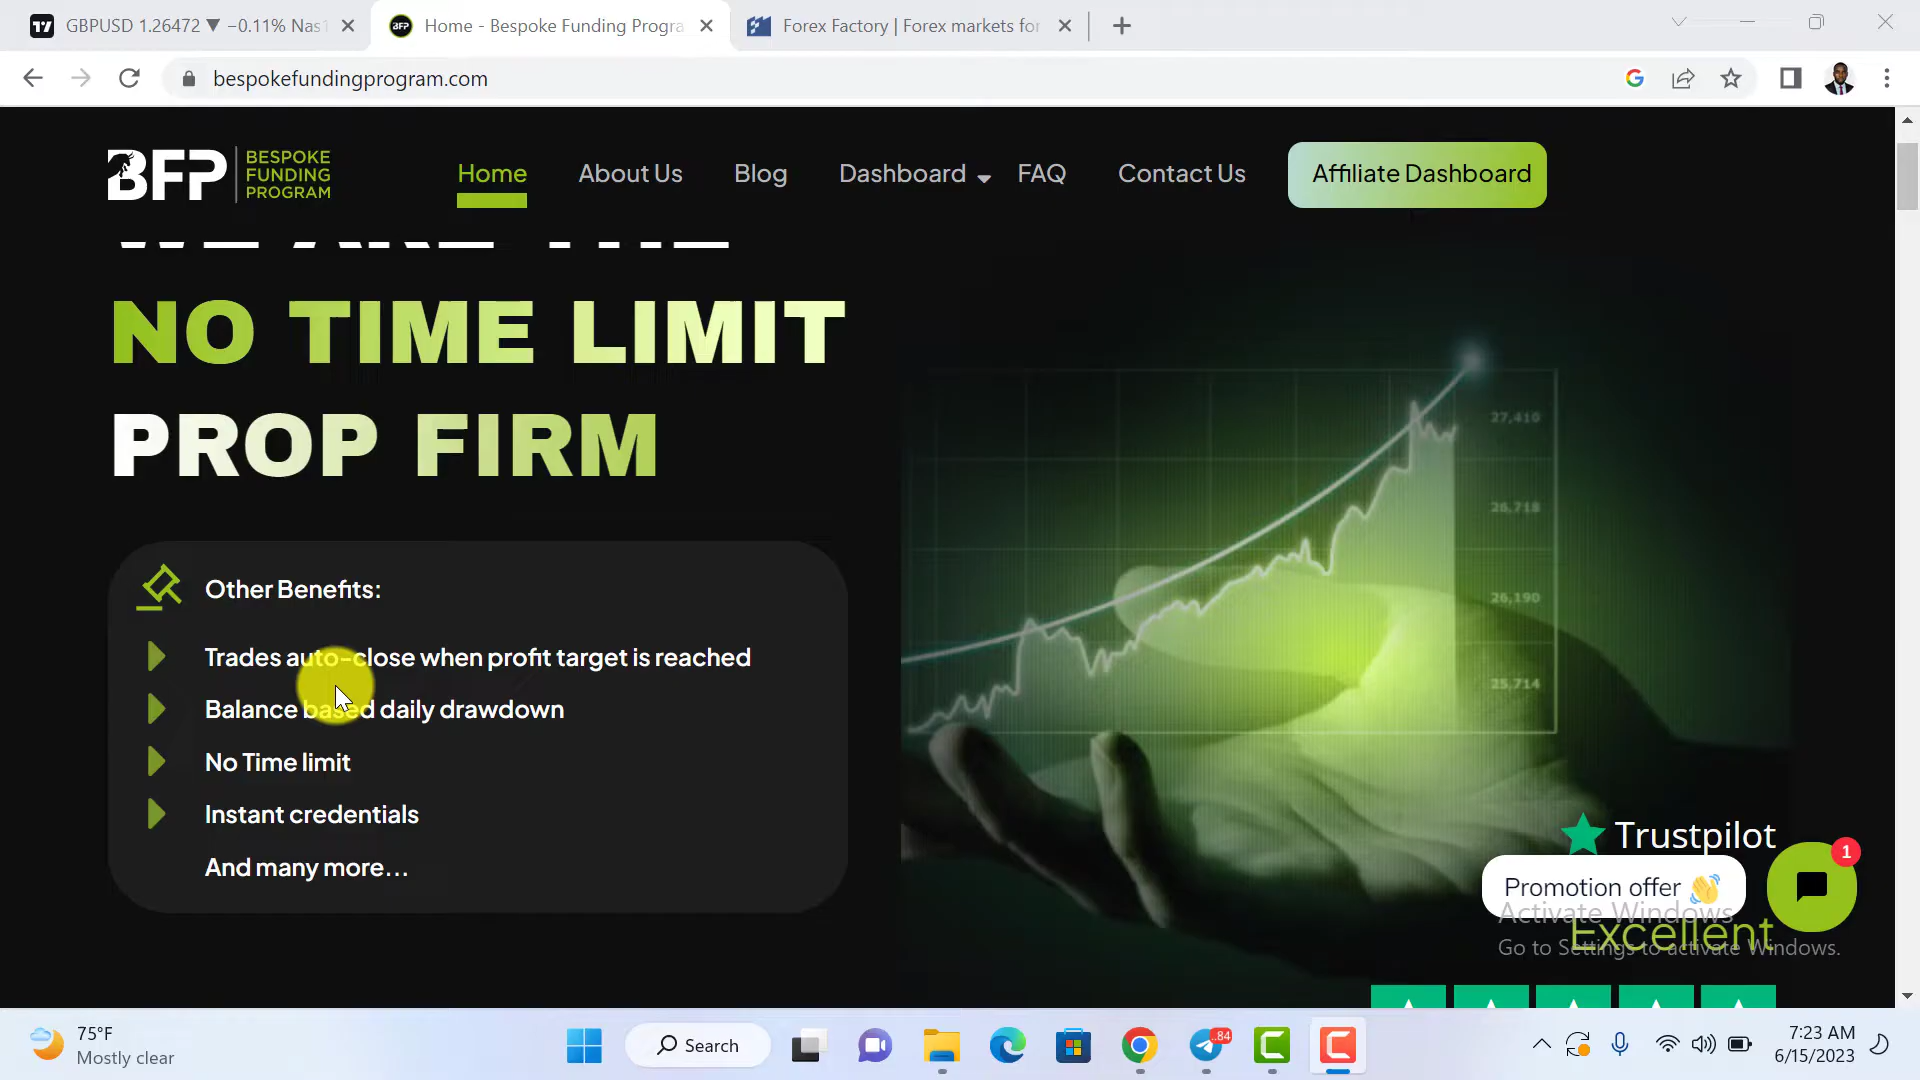 GBPUSD 1.26472 ▼ −0.11% Nas1
Home - Bespoke Funding Progra
Forex Factory | Forex markets for
bespokefundingprogram.com
BFP
BESPOKE
FUNDING
PROGRAM
Home
About Us
Blog
Dashboard
FAQ
Contact Us
Affiliate Dashboard
WE ARE THE
NO TIME LIMIT
PROP FIRM
Other Benefits:
Trades auto-close when profit target is reached
Balance based daily drawdown
No Time limit
Instant credentials
And many more...
27,410
26,718
26,190
25,714
Trustpilot
1
Promotion offer 👋
Activate Windows
Excellent
Go to Settings to activate Windows.
75°F
Mostly clear
Search
84
7:23 AM
6/15/2023